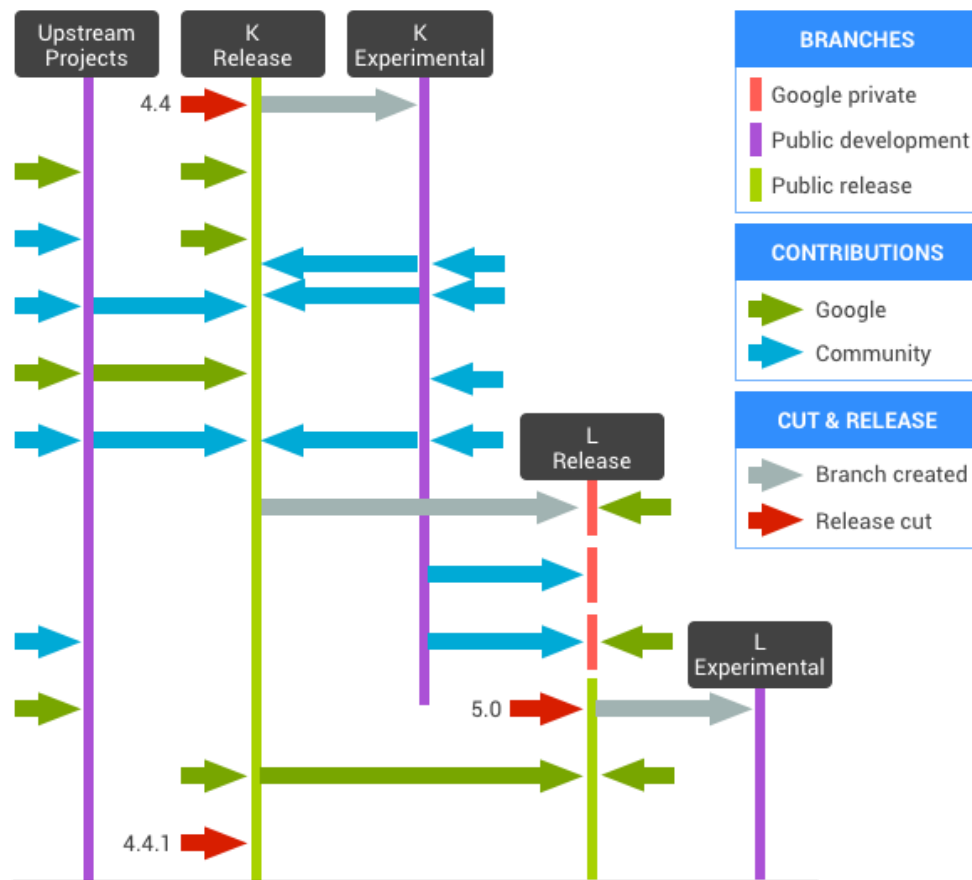 Upstream
Projects
K
Release
K
Experimental
4.4
L
Release
L
Experimental
5.0
4.4.1
BRANCHES
Google private
Public development
Public release
CONTRIBUTIONS
Google
Community
CUT & RELEASE
Branch created
Release cut